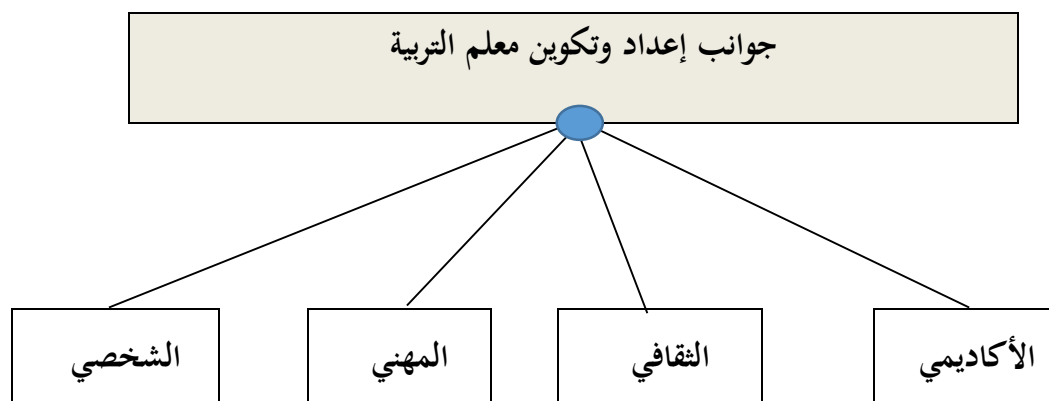 جوانب إعداد وتكوين معلم التربية
الأكاديمي
الثقافي
المهني
الشخصي